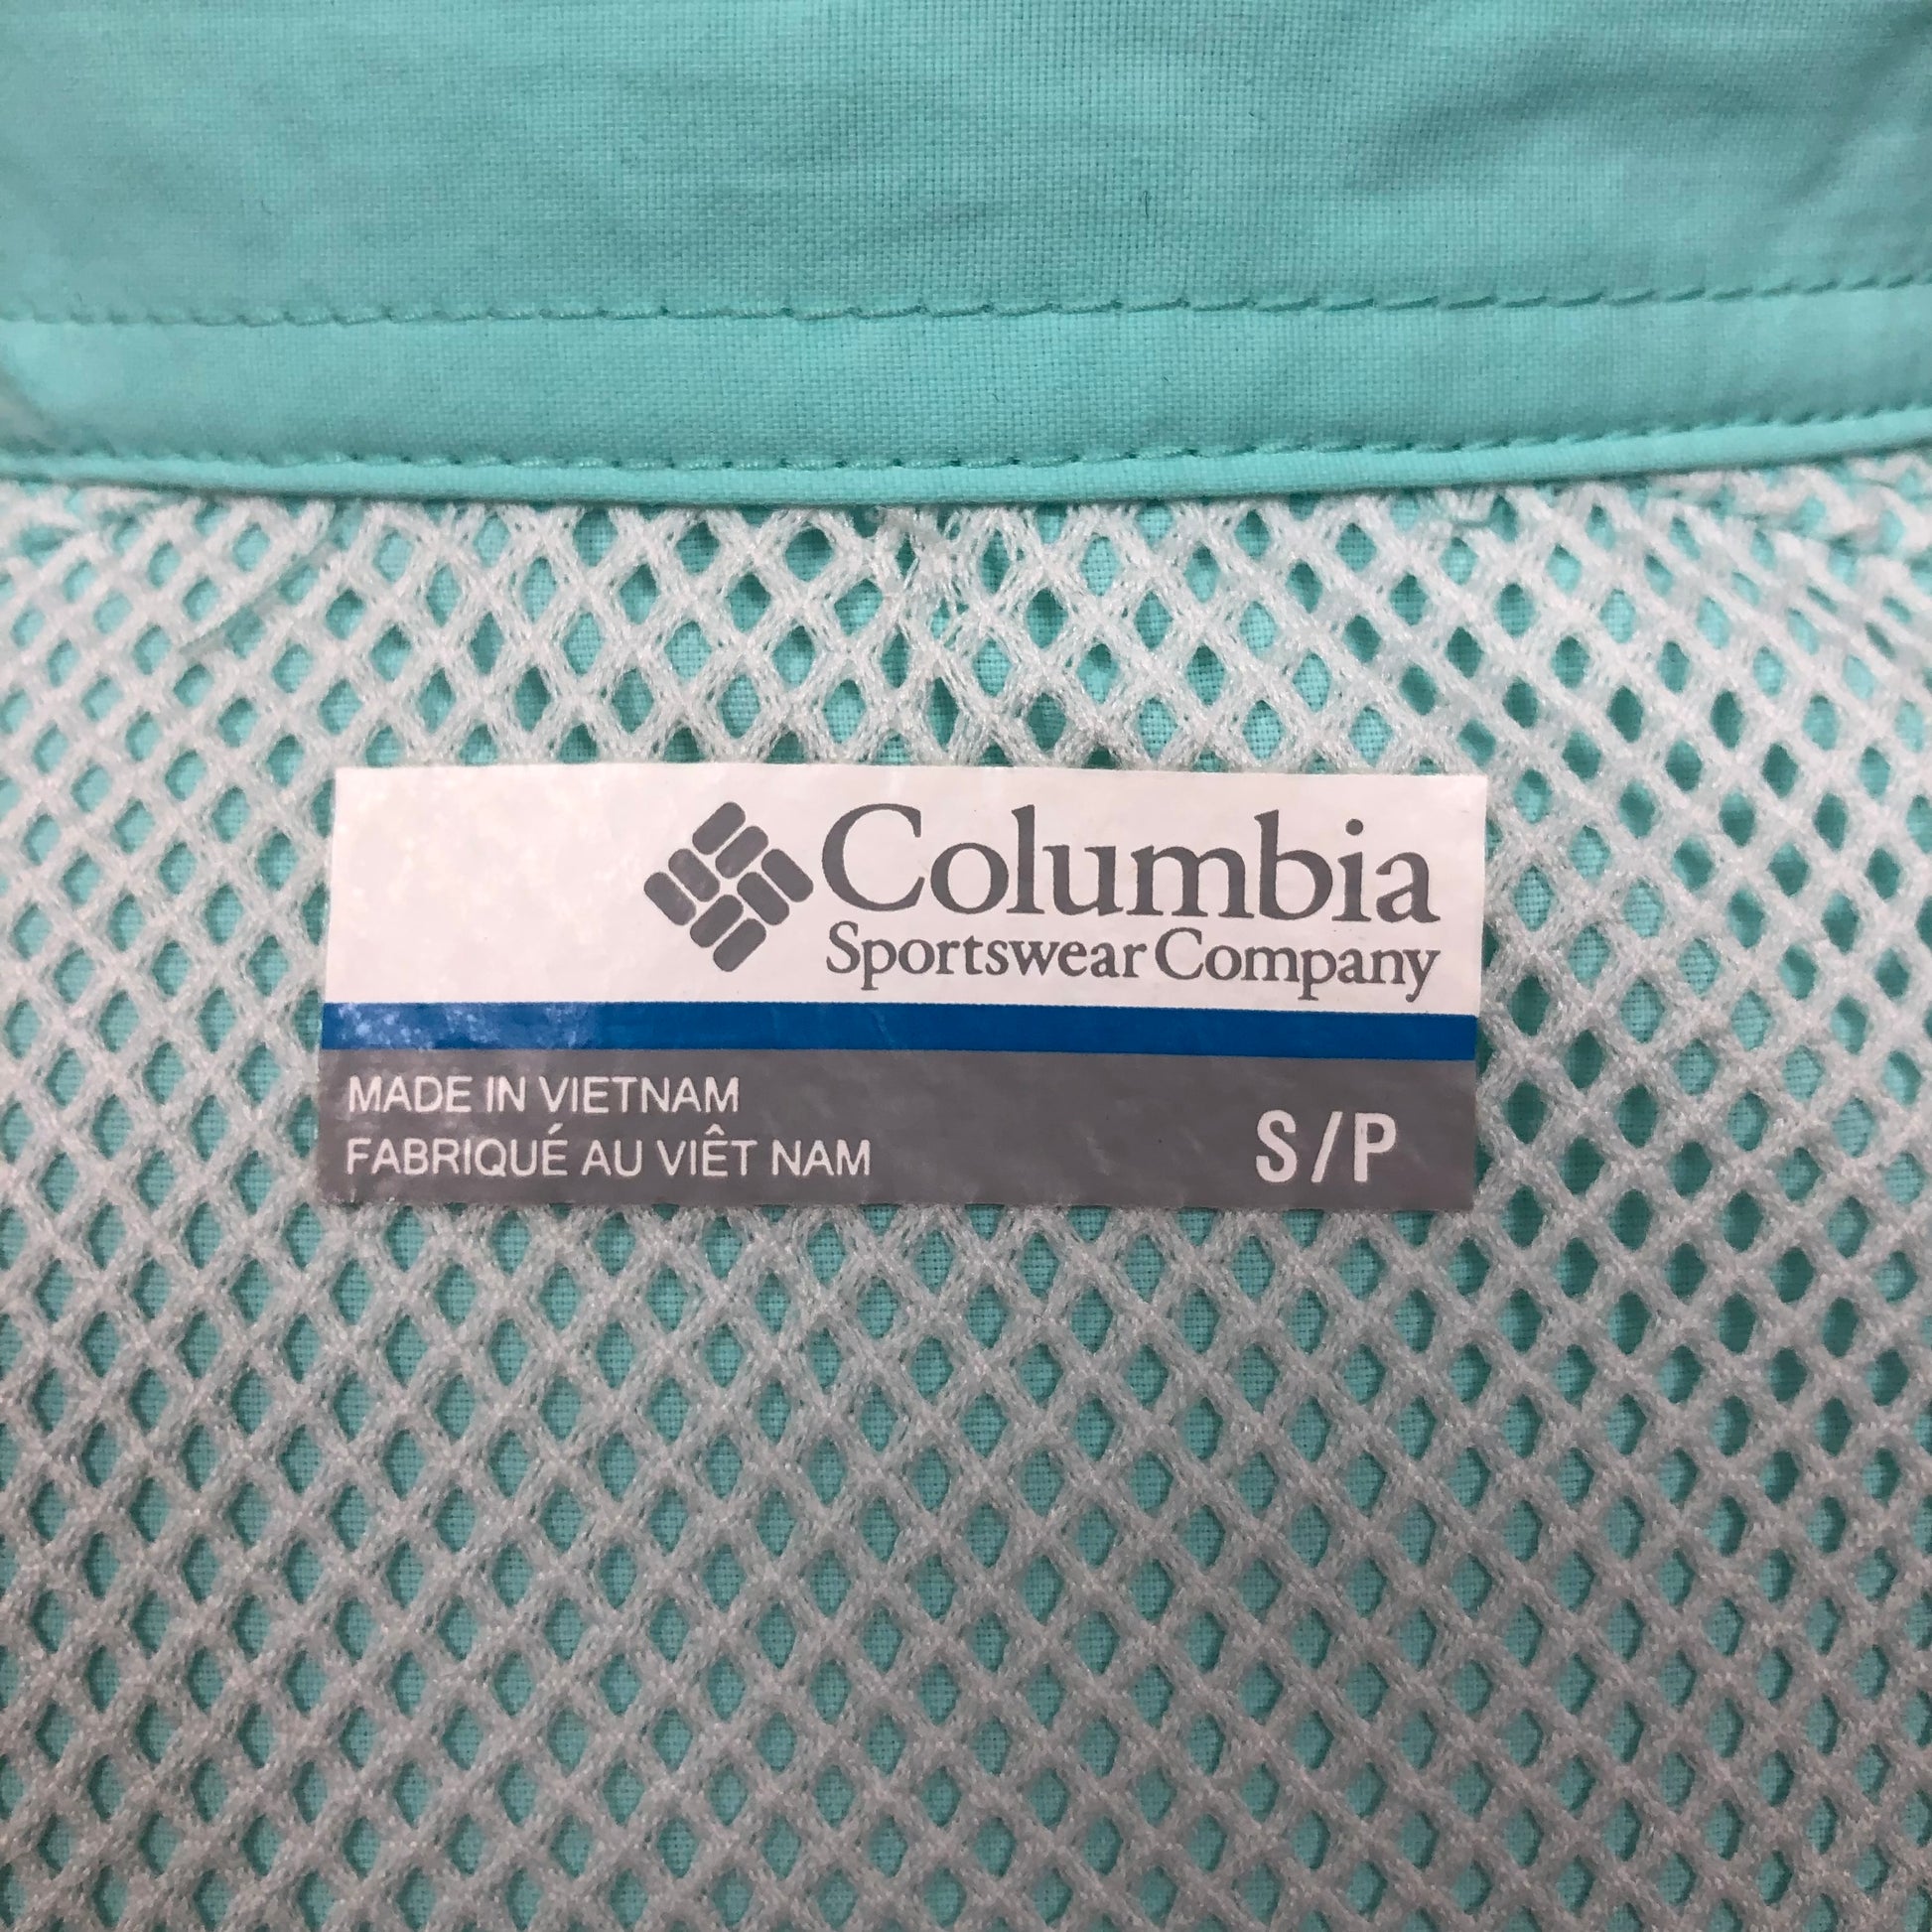 Columbia
Sportswear Company
MADE IN VIETNAM
FABRIQUÉ AU VIÊT NAM
S/P